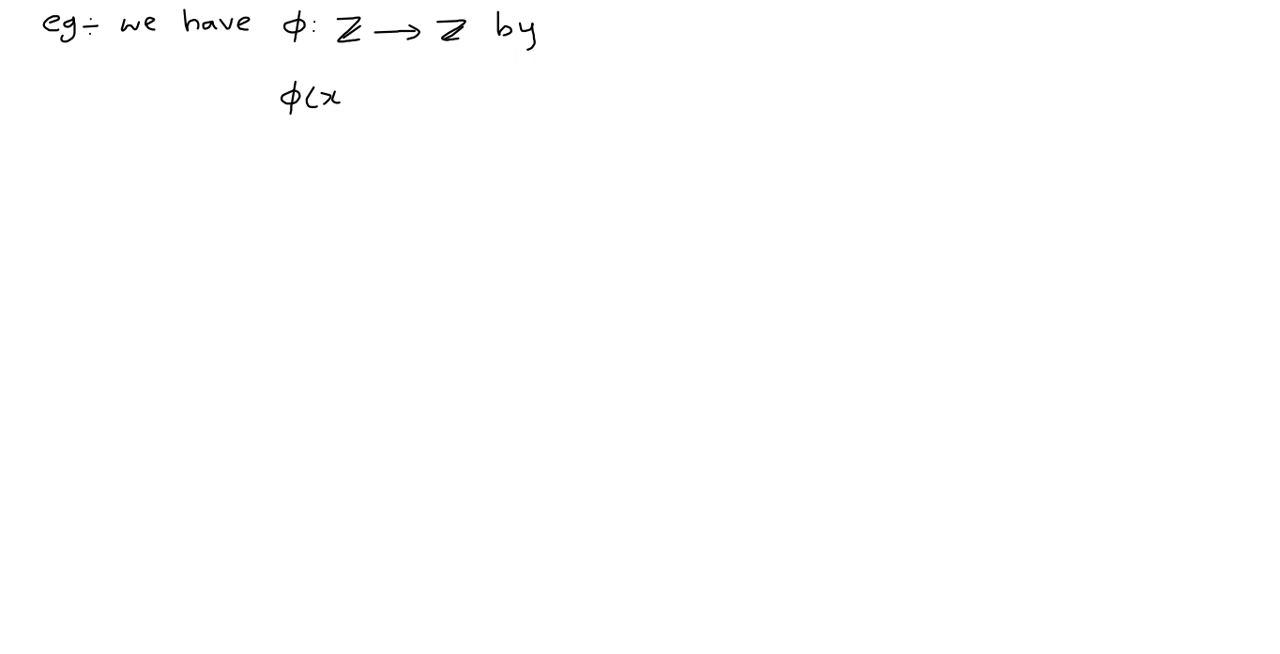 eg÷ we have ϕ: ℤ ⟶ ℤ by
ϕ(x